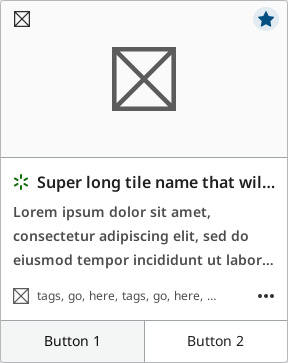 Super long tile name that wil...
Lorem ipsum dolor sit amet,
consectetur adipiscing elit, sed do
eiusmod tempor incididunt ut labor...
tags, go, here, tags, go, here, ...
Button 1
Button 2